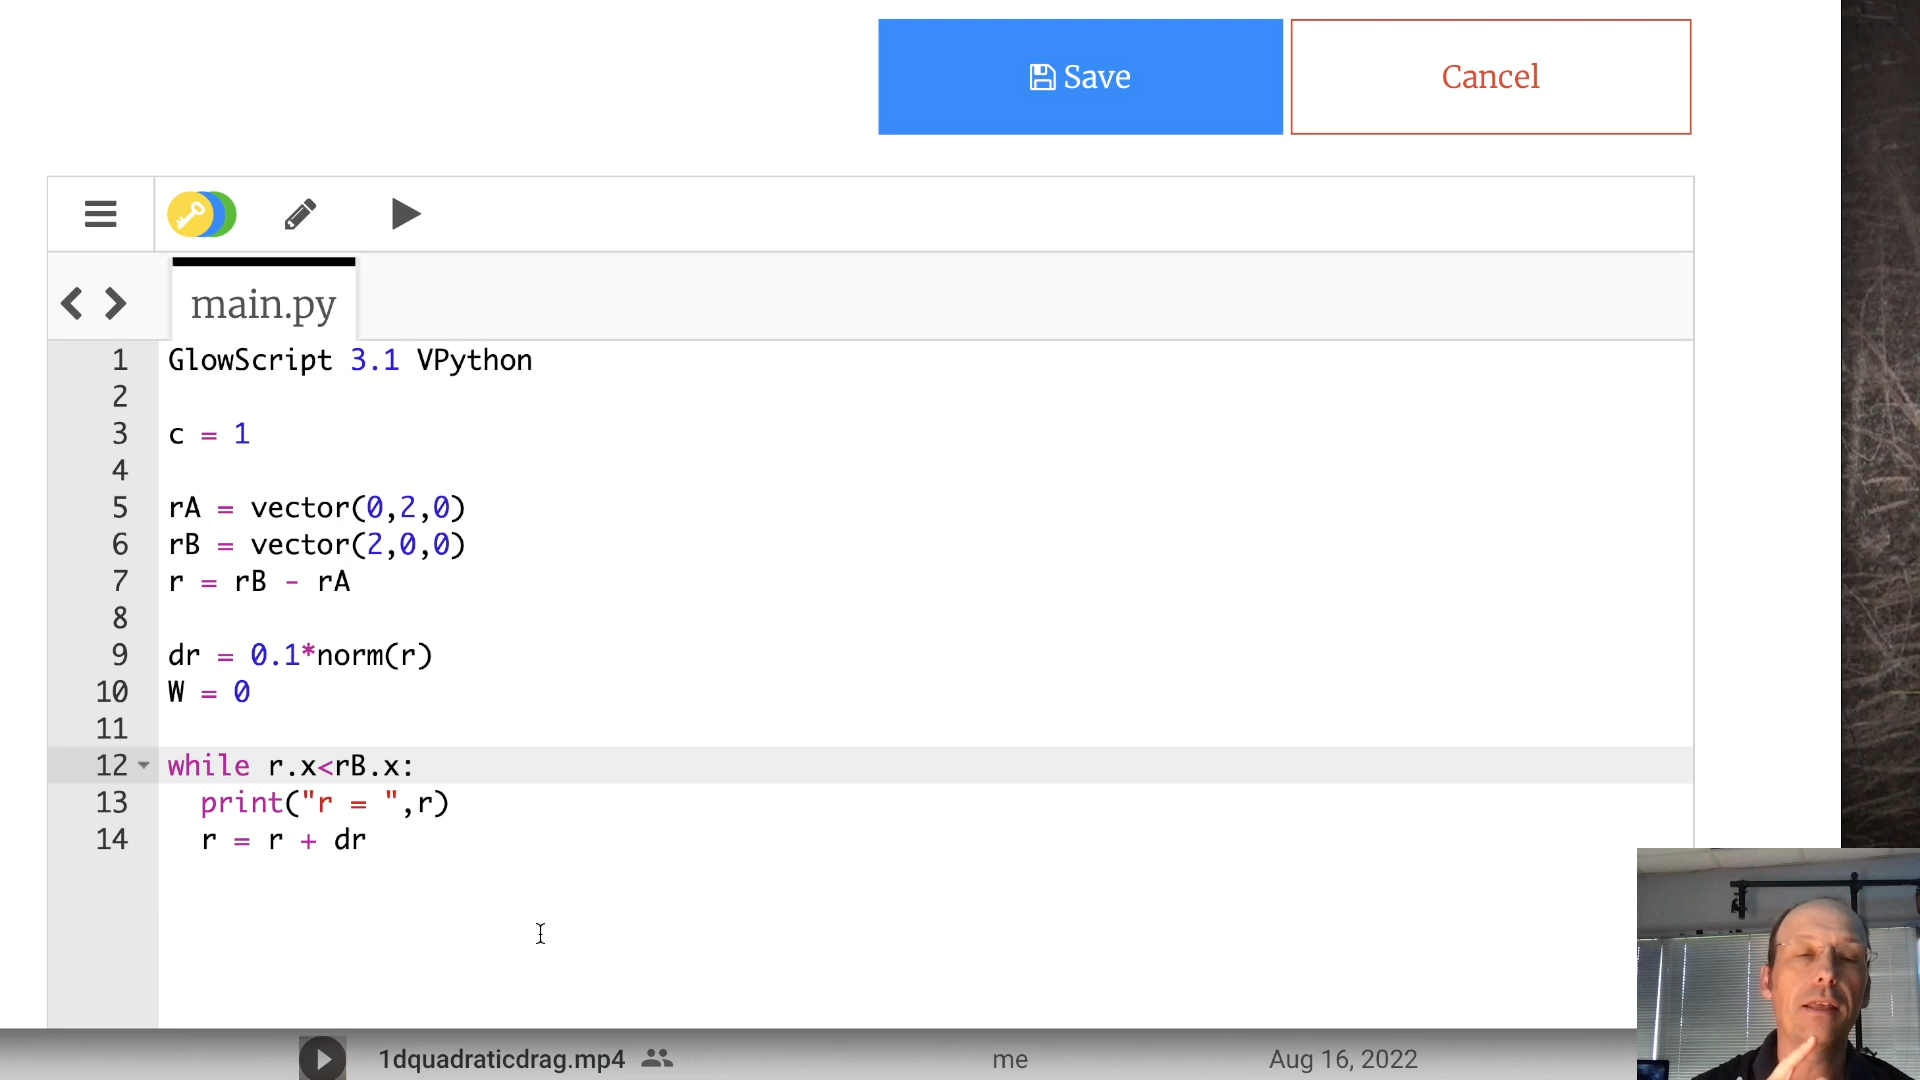 Save
Cancel
main.py
1 GlowScript 3.1 VPython
2
3 c = 1
4
5 rA = vector(0,2,0)
6 rB = vector(2,0,0)
7 r = rB - rA
8
9 dr = 0.1*norm(r)
10 W = 0
11
12 while r.x<rB.x:
13   print("r = ",r)
14   r = r + dr
1dquadraticdrag.mp4 me Aug 16, 2022